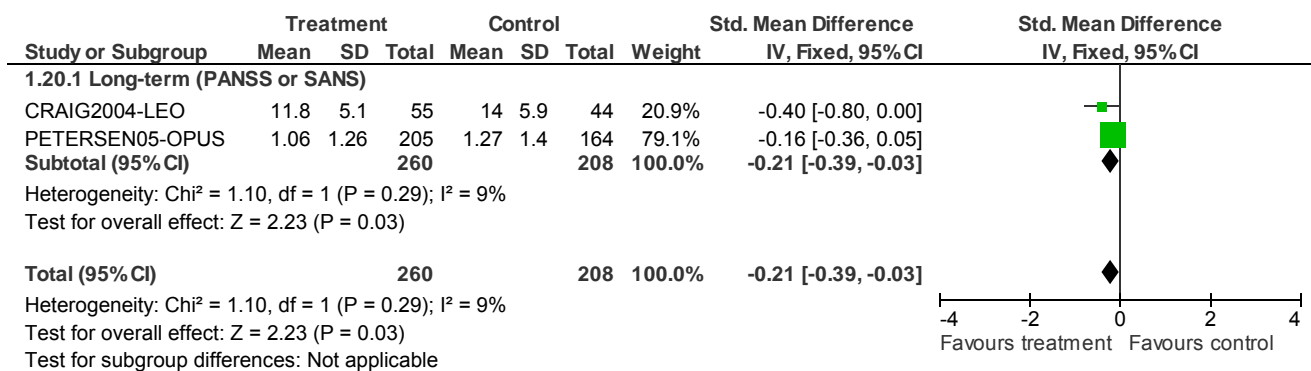 Treatment Control Std. Mean Difference Std. Mean Difference
Study or Subgroup Mean SD Total Mean SD Total Weight IV, Fixed, 95% CI IV, Fixed, 95% CI
1.20.1 Long-term (PANSS or SANS)
CRAIG2004-LEO 11.8 5.1 55 14 5.9 44 20.9% -0.40 [-0.80, 0.00]
PETERSEN05-OPUS 1.06 1.26 205 1.27 1.4 164 79.1% -0.16 [-0.36, 0.05]
Subtotal (95% CI) 260 208 100.0% -0.21 [-0.39, -0.03]
Heterogeneity: Chi² = 1.10, df = 1 (P = 0.29); I² = 9%
Test for overall effect: Z = 2.23 (P = 0.03)
Total (95% CI) 260 208 100.0% -0.21 [-0.39, -0.03]
Heterogeneity: Chi² = 1.10, df = 1 (P = 0.29); I² = 9%
Test for overall effect: Z = 2.23 (P = 0.03)
Test for subgroup differences: Not applicable
-4 -2 0 2 4
Favours treatment Favours control